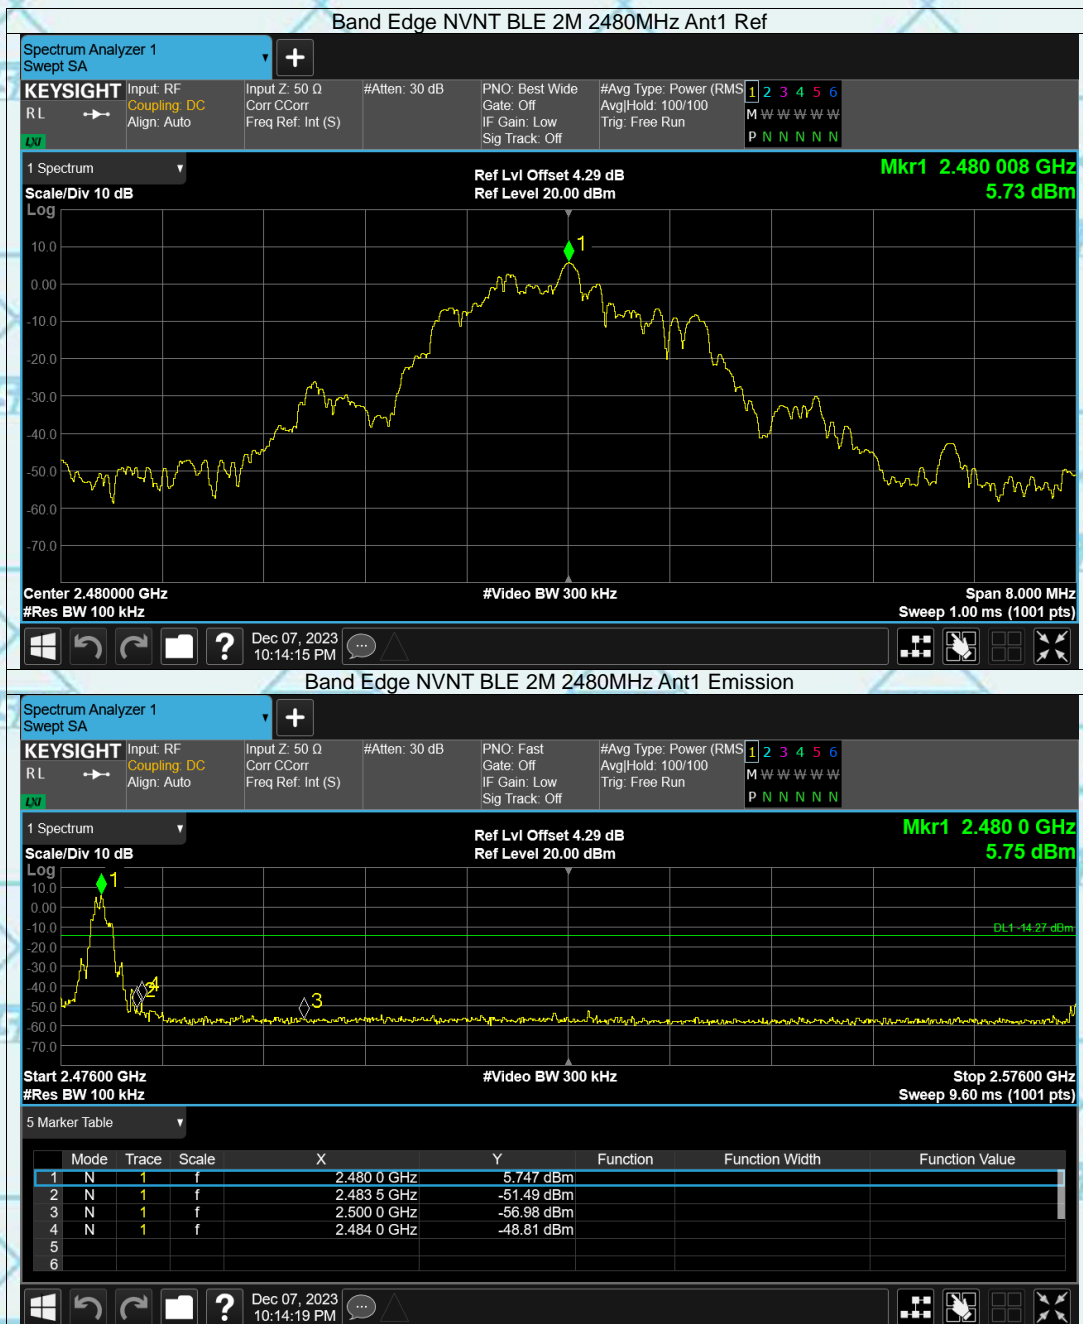 Band Edge NVNT BLE 2M 2480MHz Ant1 Ref
Spectrum Analyzer 1
Swept SA
KEYSIGHT
RL
LXI
Input: RF
Coupling: DC
Align: Auto
Input Z: 50 Ω
Corr CCorr
Freq Ref: Int (S)
#Atten: 30 dB
PNO: Best Wide
Gate: Off
IF Gain: Low
Sig Track: Off
#Avg Type: Power (RMS
Avg|Hold: 100/100
Trig: Free Run
1 2 3 4 5 6
M W W W W W
P N N N N N
1 Spectrum
Scale/Div 10 dB
Ref Lvl Offset 4.29 dB
Ref Level 20.00 dBm
Mkr1 2.480 008 GHz
5.73 dBm
Log
1
10.0
0.00
-10.0
-20.0
-30.0
-40.0
-50.0
-60.0
-70.0
Center 2.480000 GHz
#Res BW 100 kHz
#Video BW 300 kHz
Span 8.000 MHz
Sweep 1.00 ms (1001 pts)
?
Dec 07, 2023
10:14:15 PM
Band Edge NVNT BLE 2M 2480MHz Ant1 Emission
Spectrum Analyzer 1
Swept SA
KEYSIGHT
RL
LXI
Input: RF
Coupling: DC
Align: Auto
Input Z: 50 Ω
Corr CCorr
Freq Ref: Int (S)
#Atten: 30 dB
PNO: Fast
Gate: Off
IF Gain: Low
Sig Track: Off
#Avg Type: Power (RMS
Avg|Hold: 100/100
Trig: Free Run
1 2 3 4 5 6
M W W W W W
P N N N N N
1 Spectrum
Scale/Div 10 dB
Ref Lvl Offset 4.29 dB
Ref Level 20.00 dBm
Mkr1 2.480 0 GHz
5.75 dBm
Log
1
10.0
0.00
-10.0
DL1 -14.27 dBm
-20.0
-30.0
-40.0
2 4
3
-50.0
-60.0
-70.0
Start 2.47600 GHz
#Res BW 100 kHz
#Video BW 300 kHz
Stop 2.57600 GHz
Sweep 9.60 ms (1001 pts)
5 Marker Table
Mode Trace Scale X Y Function Function Width Function Value
1 N 1 f 2.480 0 GHz 5.747 dBm
2 N 1 f 2.483 5 GHz -51.49 dBm
3 N 1 f 2.500 0 GHz -56.98 dBm
4 N 1 f 2.484 0 GHz -48.81 dBm
5
6
?
Dec 07, 2023
10:14:19 PM